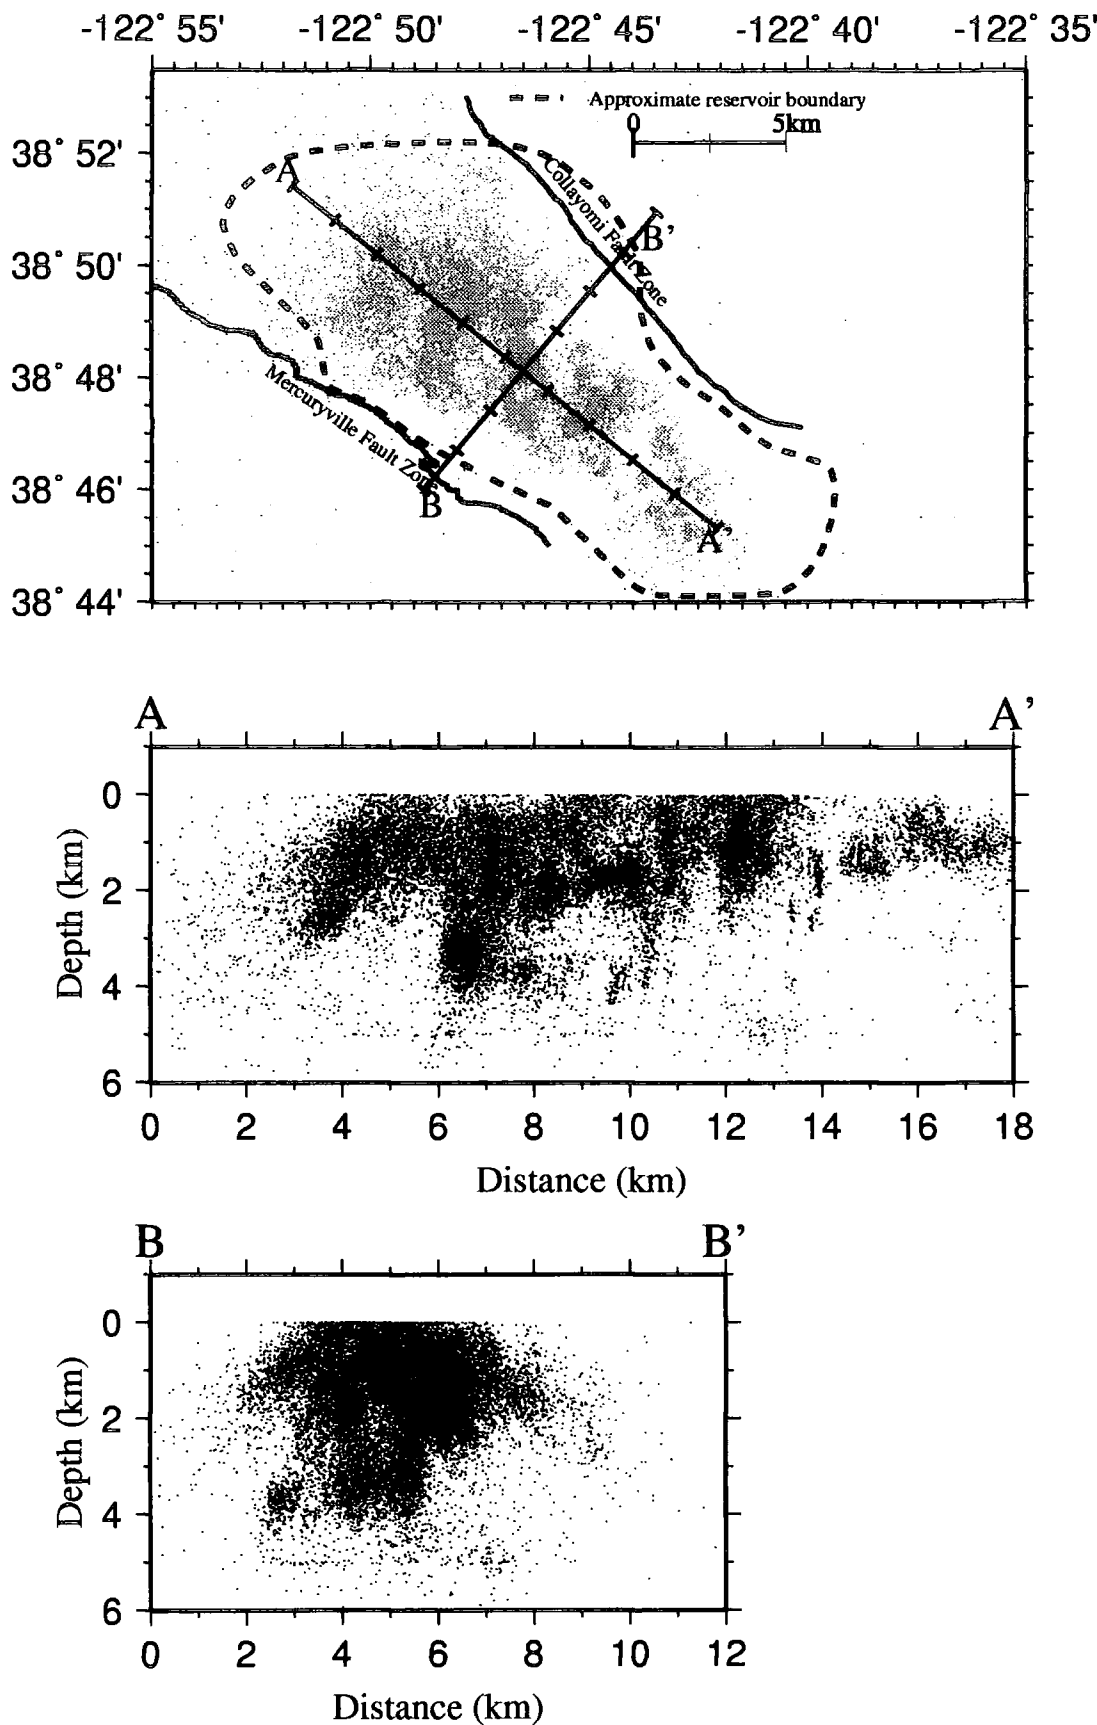 -122° 55' -122° 50' -122° 45' -122° 40' -122° 35'
Approximate reservoir boundary
0 5km
38° 52'
38° 50'
38° 48'
38° 46'
38° 44'
A
Collayomi Fault Zone
B'
Mercuryville Fault Zone
B
A'
A A'
0
2
4
6
Depth (km)
0 2 4 6 8 10 12 14 16 18
Distance (km)
B B'
0
2
4
6
Depth (km)
0 2 4 6 8 10 12
Distance (km)